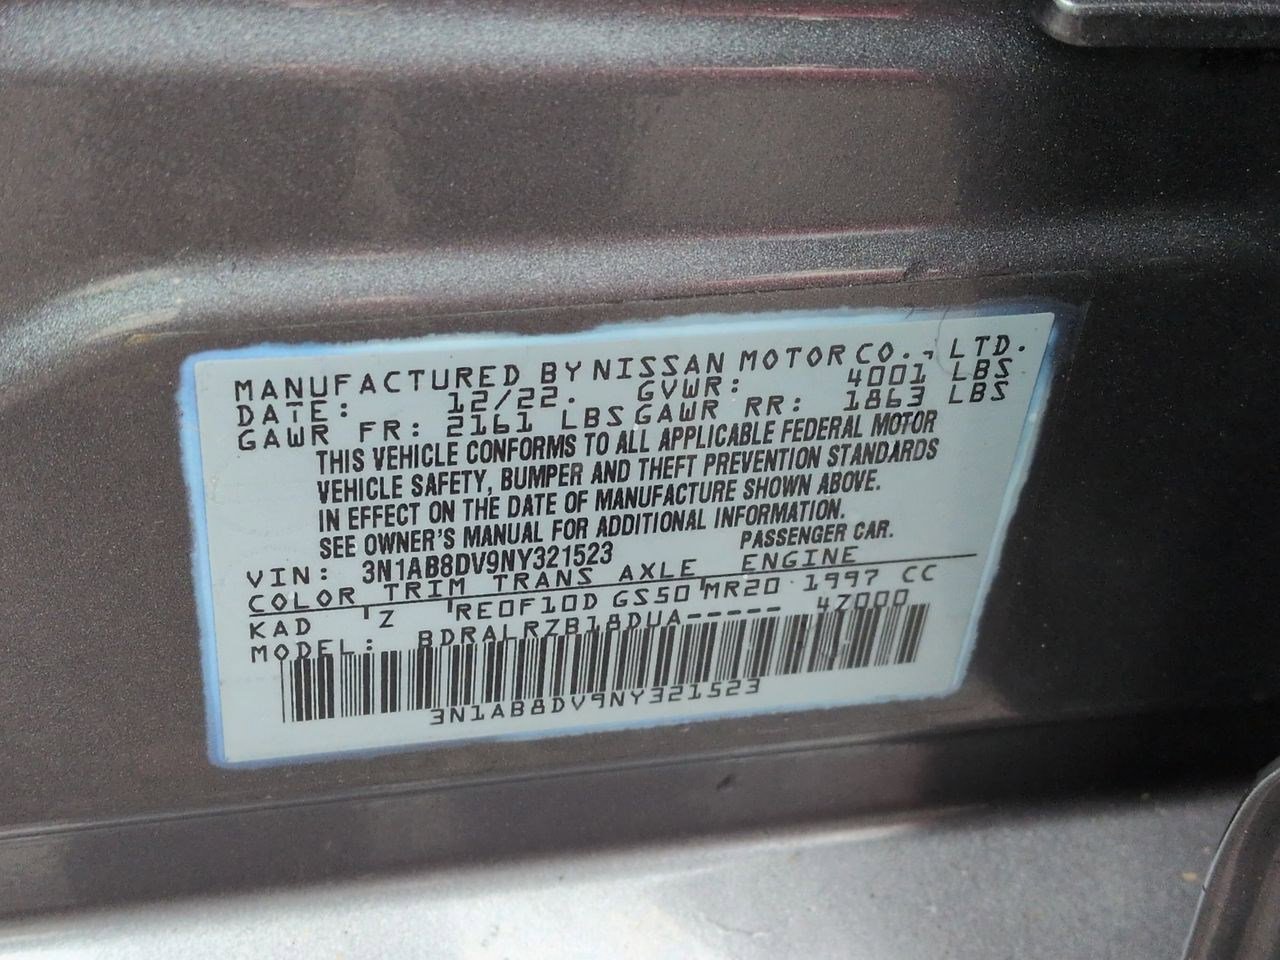 MANUFACTURED BY NISSAN MOTOR CO., LTD.
DATE: 12/22. GVWR: 4001 LBS
GAWR FR: 2161 LBS GAWR RR: 1863 LBS
THIS VEHICLE CONFORMS TO ALL APPLICABLE FEDERAL MOTOR
VEHICLE SAFETY, BUMPER AND THEFT PREVENTION STANDARDS
IN EFFECT ON THE DATE OF MANUFACTURE SHOWN ABOVE.
SEE OWNER'S MANUAL FOR ADDITIONAL INFORMATION.
VIN: 3N1AB8DV9NY321523 PASSENGER CAR.
COLOR TRIM TRANS AXLE ENGINE
KAD Z RE0F10D GS50 MR20 1997 CC
MODEL: BDRALRZB18DUA----- 47000
3N1AB8DV9NY321523